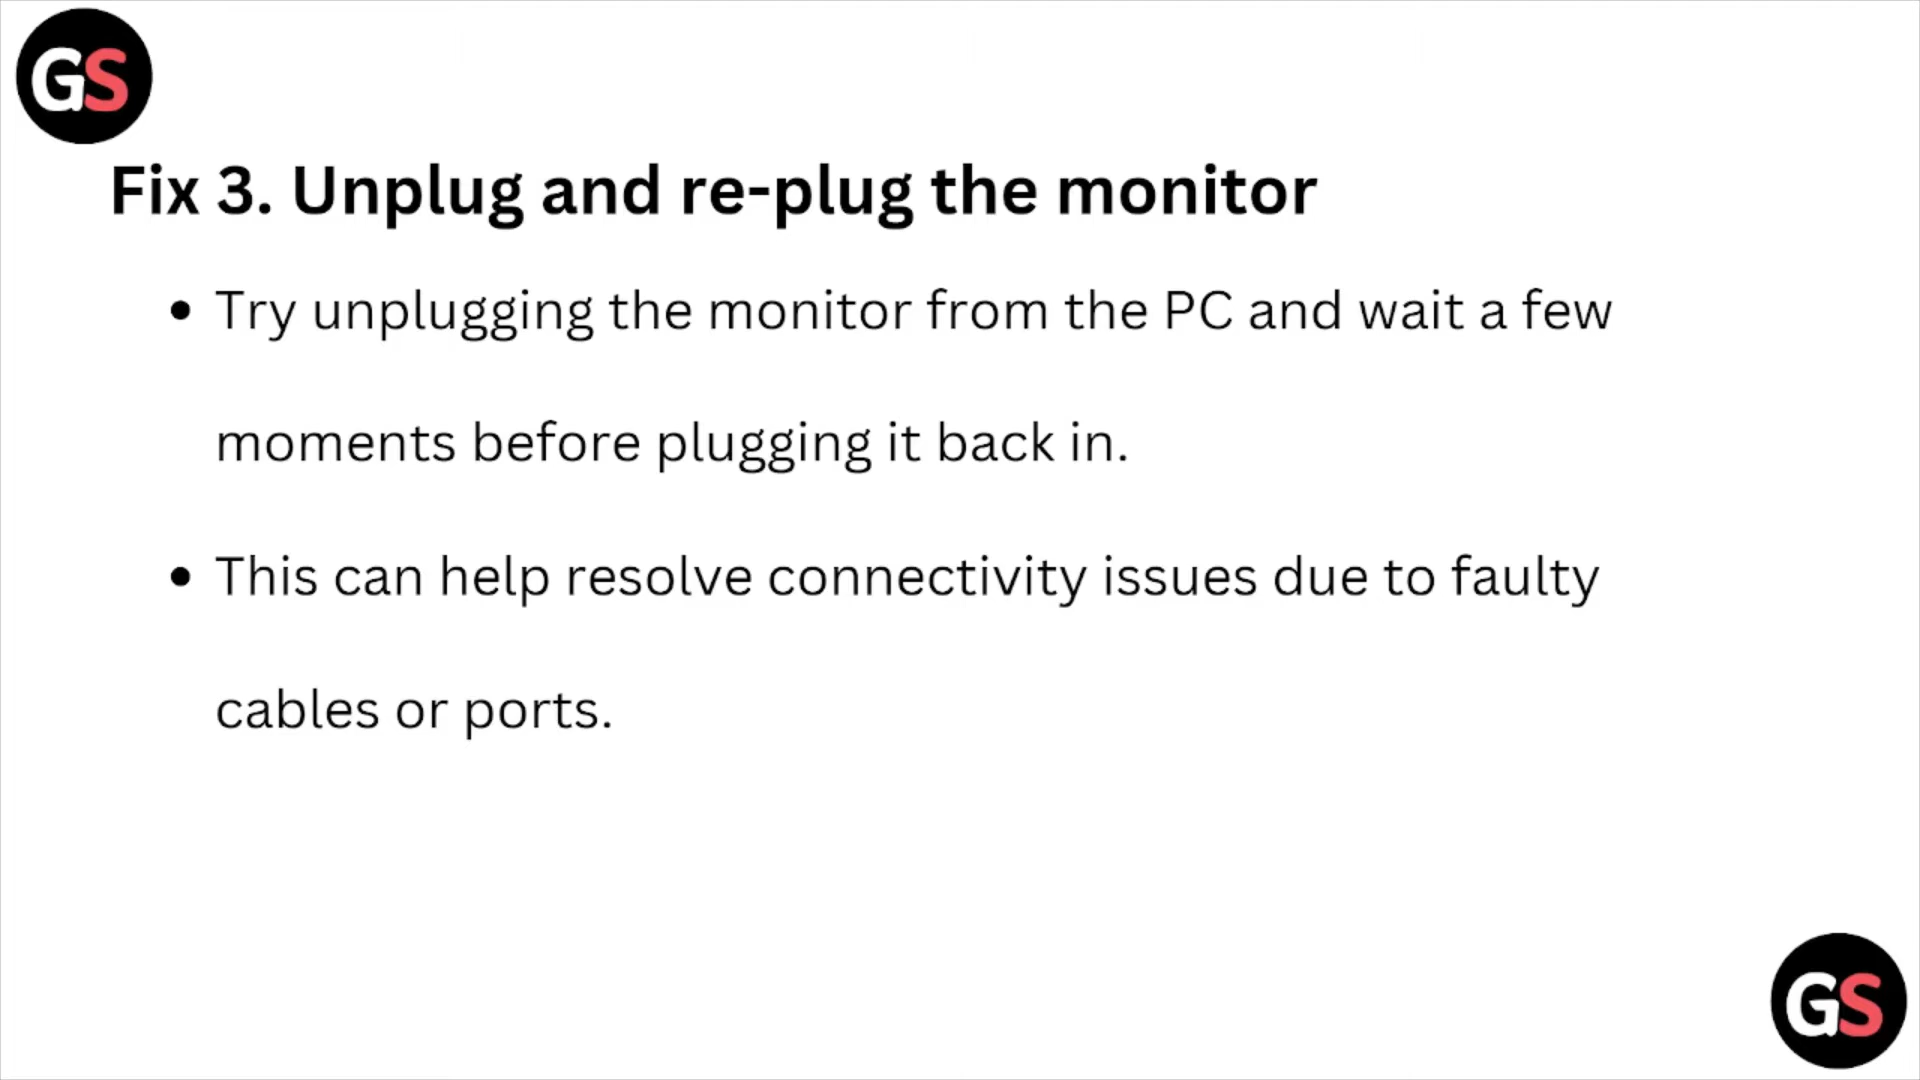 GS
Fix 3. Unplug and re-plug the monitor
• Try unplugging the monitor from the PC and wait a few
moments before plugging it back in.
• This can help resolve connectivity issues due to faulty
cables or ports.
GS